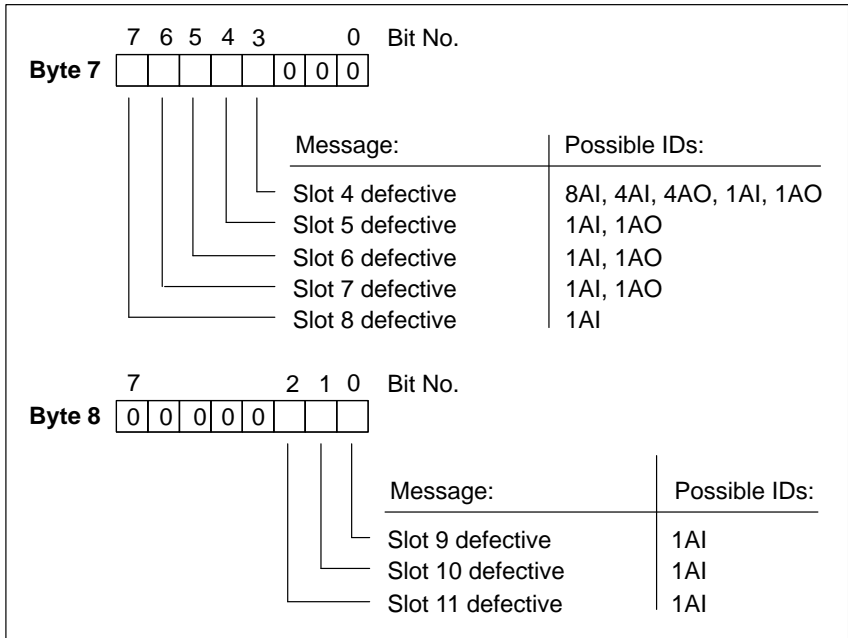 7 6 5 4 3 0 Bit No.
Byte 7 0 0 0
Message: Possible IDs:
Slot 4 defective 8AI, 4AI, 4AO, 1AI, 1AO
Slot 5 defective 1AI, 1AO
Slot 6 defective 1AI, 1AO
Slot 7 defective 1AI, 1AO
Slot 8 defective 1AI
7 2 1 0 Bit No.
Byte 8 0 0 0 0 0
Message: Possible IDs:
Slot 9 defective 1AI
Slot 10 defective 1AI
Slot 11 defective 1AI